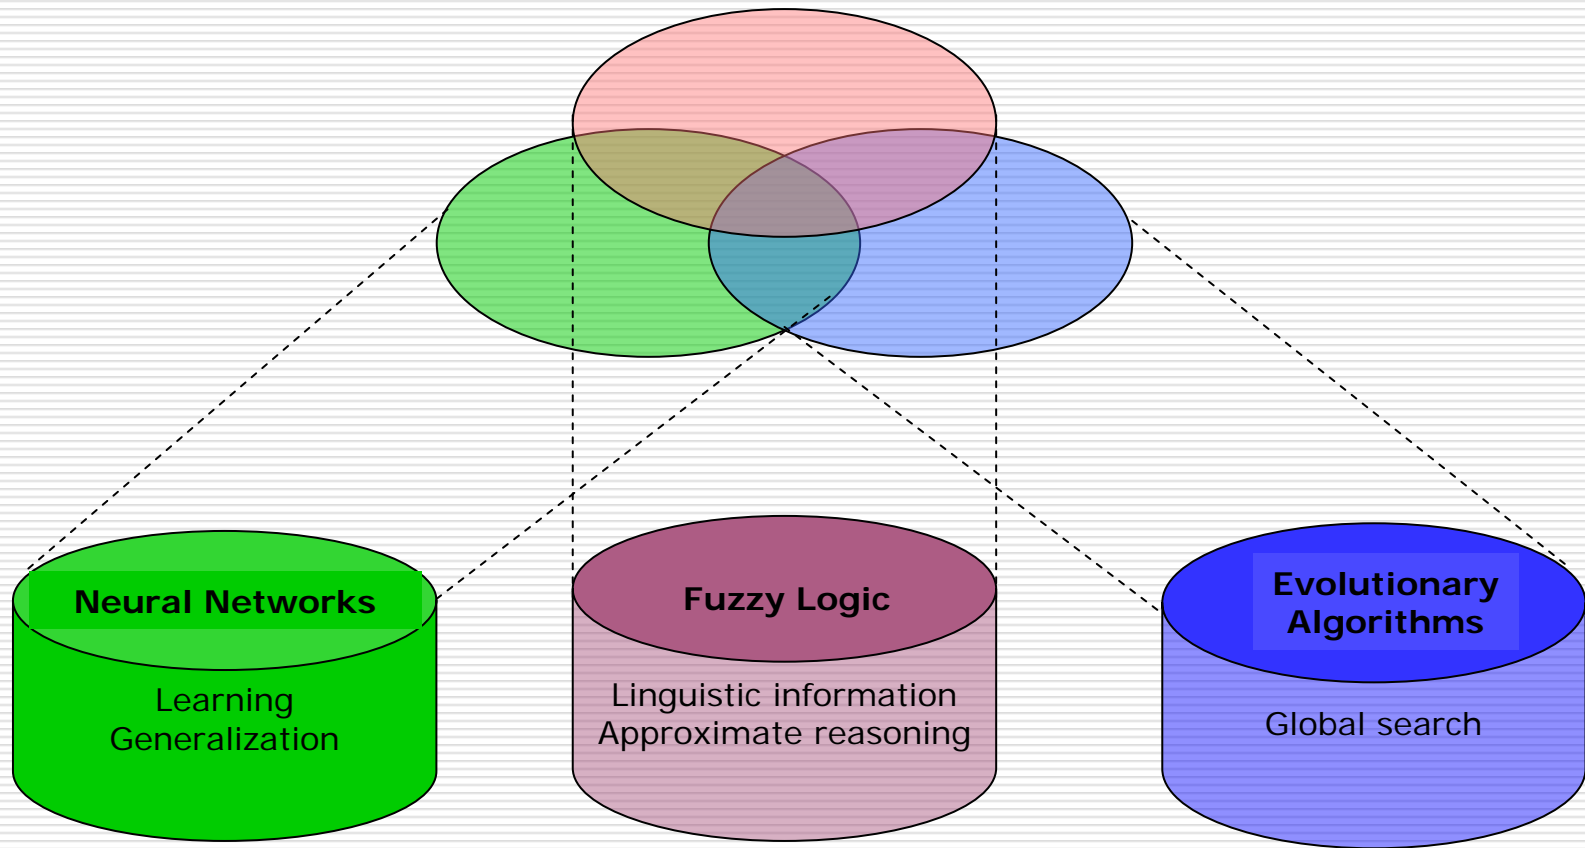 Neural Networks
Learning
Generalization
Fuzzy Logic
Linguistic information
Approximate reasoning
Evolutionary
Algorithms
Global search